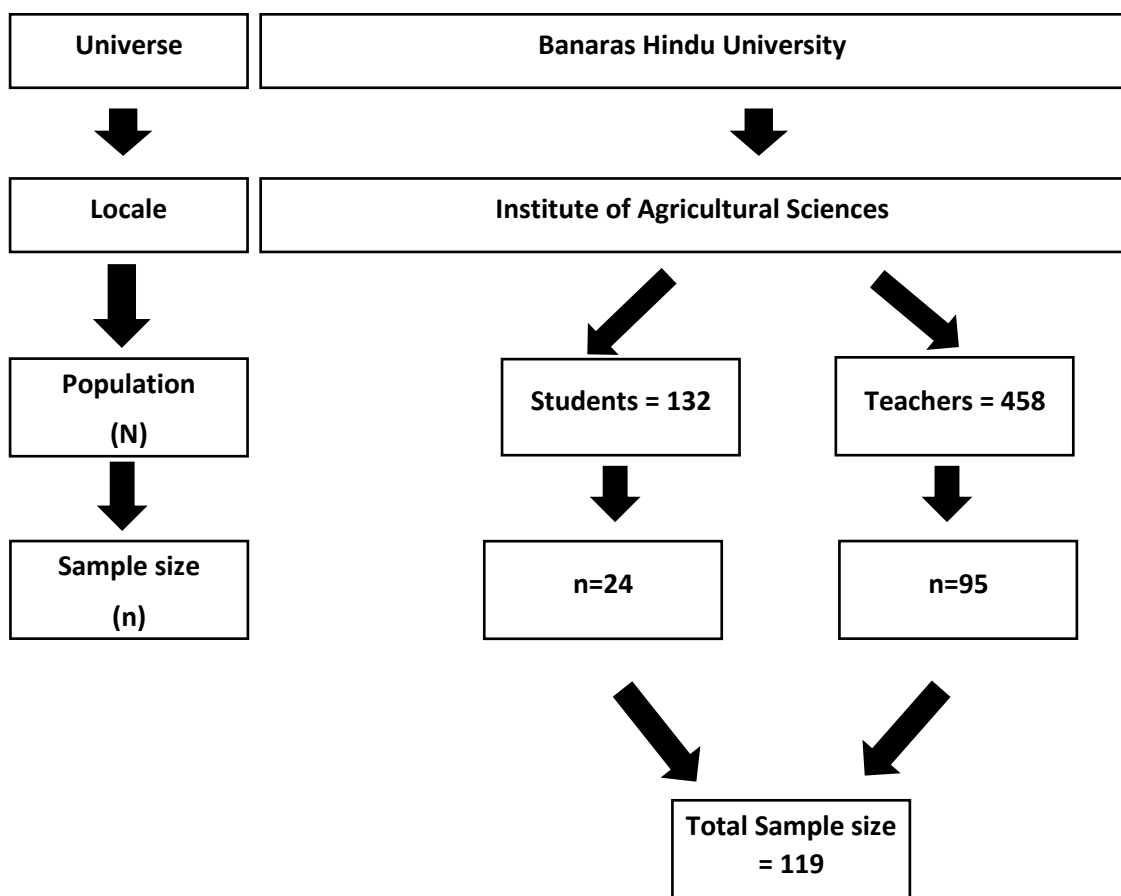 Universe
Banaras Hindu University
Locale
Institute of Agricultural Sciences
Population
(N)
Students = 132
Teachers = 458
Sample size
(n)
n=24
n=95
Total Sample size
= 119